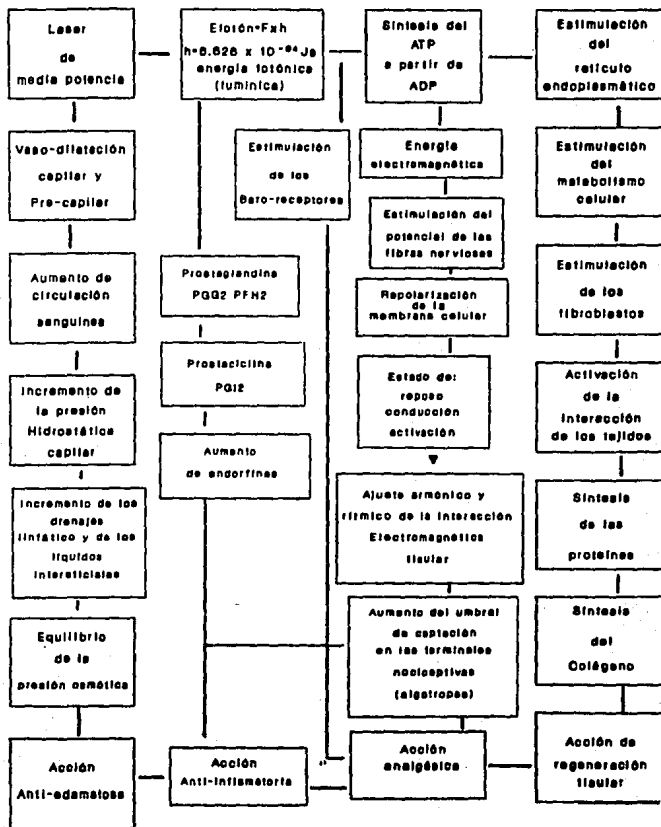 Laser
de
media potencia
Vaso-dilatación
capilar y
Pre-capilar
Aumento de
circulación
sanguínea
Incremento de
la presión
Hidrostática
capilar
Incremento de los
drenajes
linfático y de los
líquidos
intersticiales
Equilibrio
de la
presión osmótica
Acción
Anti-edamatosa
Efotón=Fxh
h=6.626 x 10⁻³⁴ Js
energía fotónica
(lumínica)
Estimulación
de los
Baro-receptores
Prostaglandina
PGG2 PFH2
Prostaciclina
PGI2
Aumento
de endorfinas
Acción
Anti-inflamatoria
Síntesis del
ATP
a partir de
ADP
Energía
electromagnética
Estimulación del
potencial de las
fibras nerviosas
Repolarización
de la
membrana celular
Estado de:
reposo
conducción
activación
Ajuste armónico y
rítmico de la interacción
Electromagnética
tisular
Aumento del umbral
de captación
en las terminales
nociceptivas
(algotropos)
Acción
analgésica
Estimulación
del
retículo
endoplasmático
Estimulación
del
metabolismo
celular
Estimulación
de los
fibroblastos
Activación
de la
interacción
de los tejidos
Síntesis
de las
proteínas
Síntesis
del
Colágeno
Acción de
regeneración
tisular